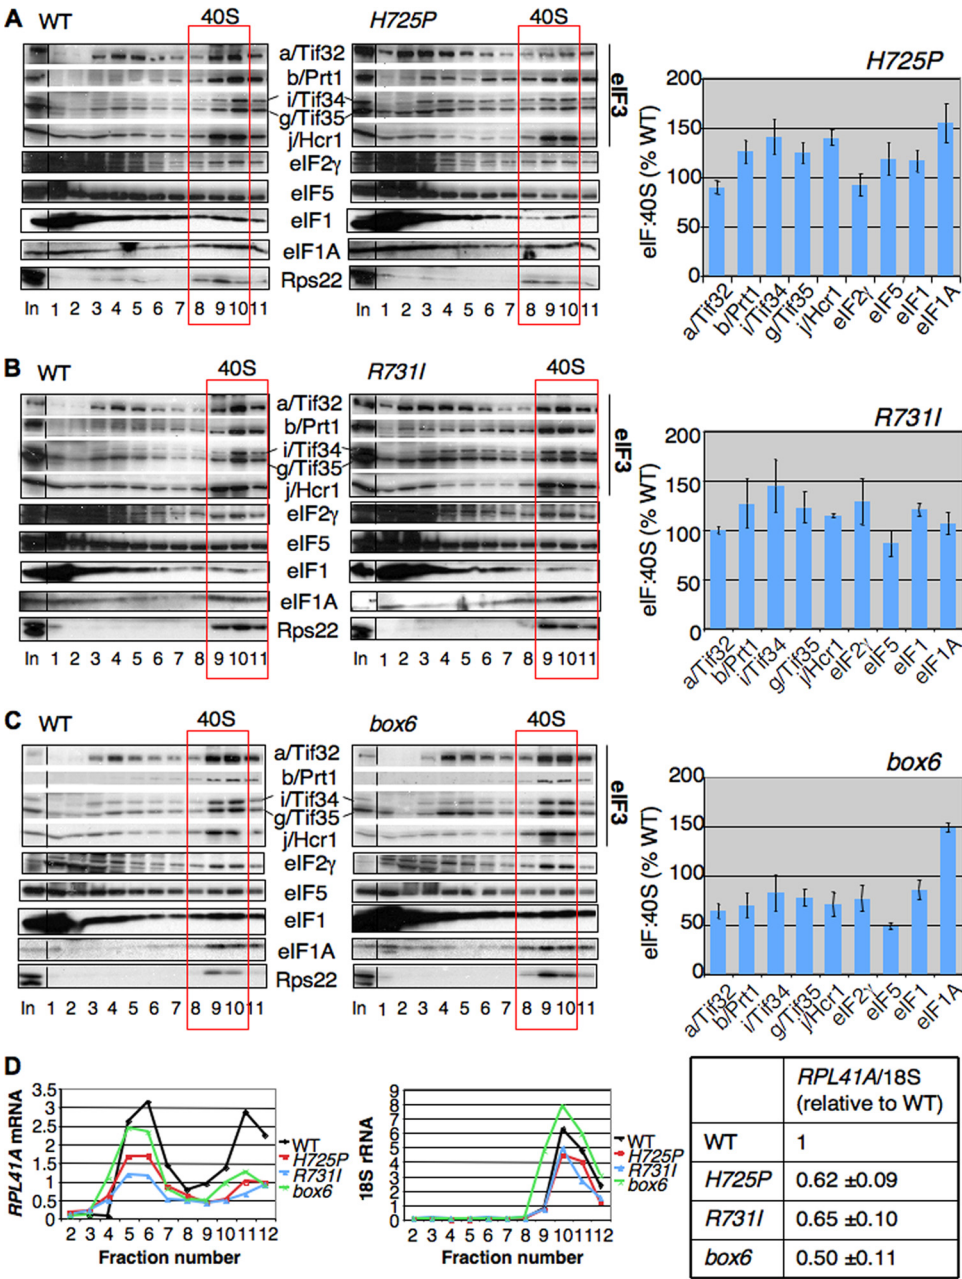 A WT 40S H725P 40S
a/Tif32
b/Prt1
i/Tif34
g/Tif35
j/Hcr1
eIF3
eIF2γ
eIF5
eIF1
eIF1A
Rps22
In 1 2 3 4 5 6 7 8 9 10 11
In 1 2 3 4 5 6 7 8 9 10 11
H725P
eIF:40S (% WT)
200
150
100
50
0
a/Tif32 b/Prt1 i/Tif34 g/Tif35 j/Hcr1 eIF2γ eIF5 eIF1 eIF1A
B WT 40S R731I 40S
a/Tif32
b/Prt1
i/Tif34
g/Tif35
j/Hcr1
eIF3
eIF2γ
eIF5
eIF1
eIF1A
Rps22
In 1 2 3 4 5 6 7 8 9 10 11
In 1 2 3 4 5 6 7 8 9 10 11
R731I
eIF:40S (% WT)
200
150
100
50
0
a/Tif32 b/Prt1 i/Tif34 g/Tif35 j/Hcr1 eIF2γ eIF5 eIF1 eIF1A
C WT 40S box6 40S
a/Tif32
b/Prt1
i/Tif34
g/Tif35
j/Hcr1
eIF3
eIF2γ
eIF5
eIF1
eIF1A
Rps22
In 1 2 3 4 5 6 7 8 9 10 11
In 1 2 3 4 5 6 7 8 9 10 11
box6
eIF:40S (% WT)
200
150
100
50
0
a/Tif32 b/Prt1 i/Tif34 g/Tif35 j/Hcr1 eIF2γ eIF5 eIF1 eIF1A
D
RPL41A mRNA
3.5
3
2.5
2
1.5
1
0.5
0
2 3 4 5 6 7 8 9 10 11 12
Fraction number
WT
H725P
R731I
box6
18S rRNA
9
8
7
6
5
4
3
2
1
0
2 3 4 5 6 7 8 9 10 11 12
Fraction number
WT
H725P
R731I
box6
RPL41A/18S
(relative to WT)
WT 1
H725P 0.62 ±0.09
R731I 0.65 ±0.10
box6 0.50 ±0.11